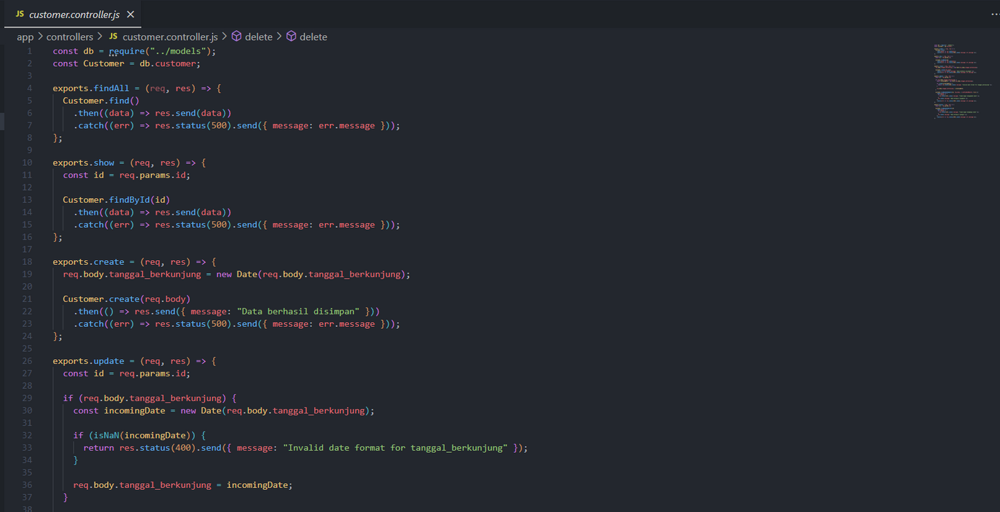 JS customer.controller.js ×
app > controllers > JS customer.controller.js > delete > delete
1 const db = require("../models");
2 const Customer = db.customer;
3
4 exports.findAll = (req, res) => {
5 Customer.find()
6 .then((data) => res.send(data))
7 .catch((err) => res.status(500).send({ message: err.message }));
8 };
9
10 exports.show = (req, res) => {
11 const id = req.params.id;
12
13 Customer.findById(id)
14 .then((data) => res.send(data))
15 .catch((err) => res.status(500).send({ message: err.message }));
16 };
17
18 exports.create = (req, res) => {
19 req.body.tanggal_berkunjung = new Date(req.body.tanggal_berkunjung);
20
21 Customer.create(req.body)
22 .then(() => res.send({ message: "Data berhasil disimpan" }))
23 .catch((err) => res.status(500).send({ message: err.message }));
24 };
25
26 exports.update = (req, res) => {
27 const id = req.params.id;
28
29 if (req.body.tanggal_berkunjung) {
30 const incomingDate = new Date(req.body.tanggal_berkunjung);
31
32 if (isNaN(incomingDate)) {
33 return res.status(400).send({ message: "Invalid date format for tanggal_berkunjung" });
34 }
35
36 req.body.tanggal_berkunjung = incomingDate;
37 }
38